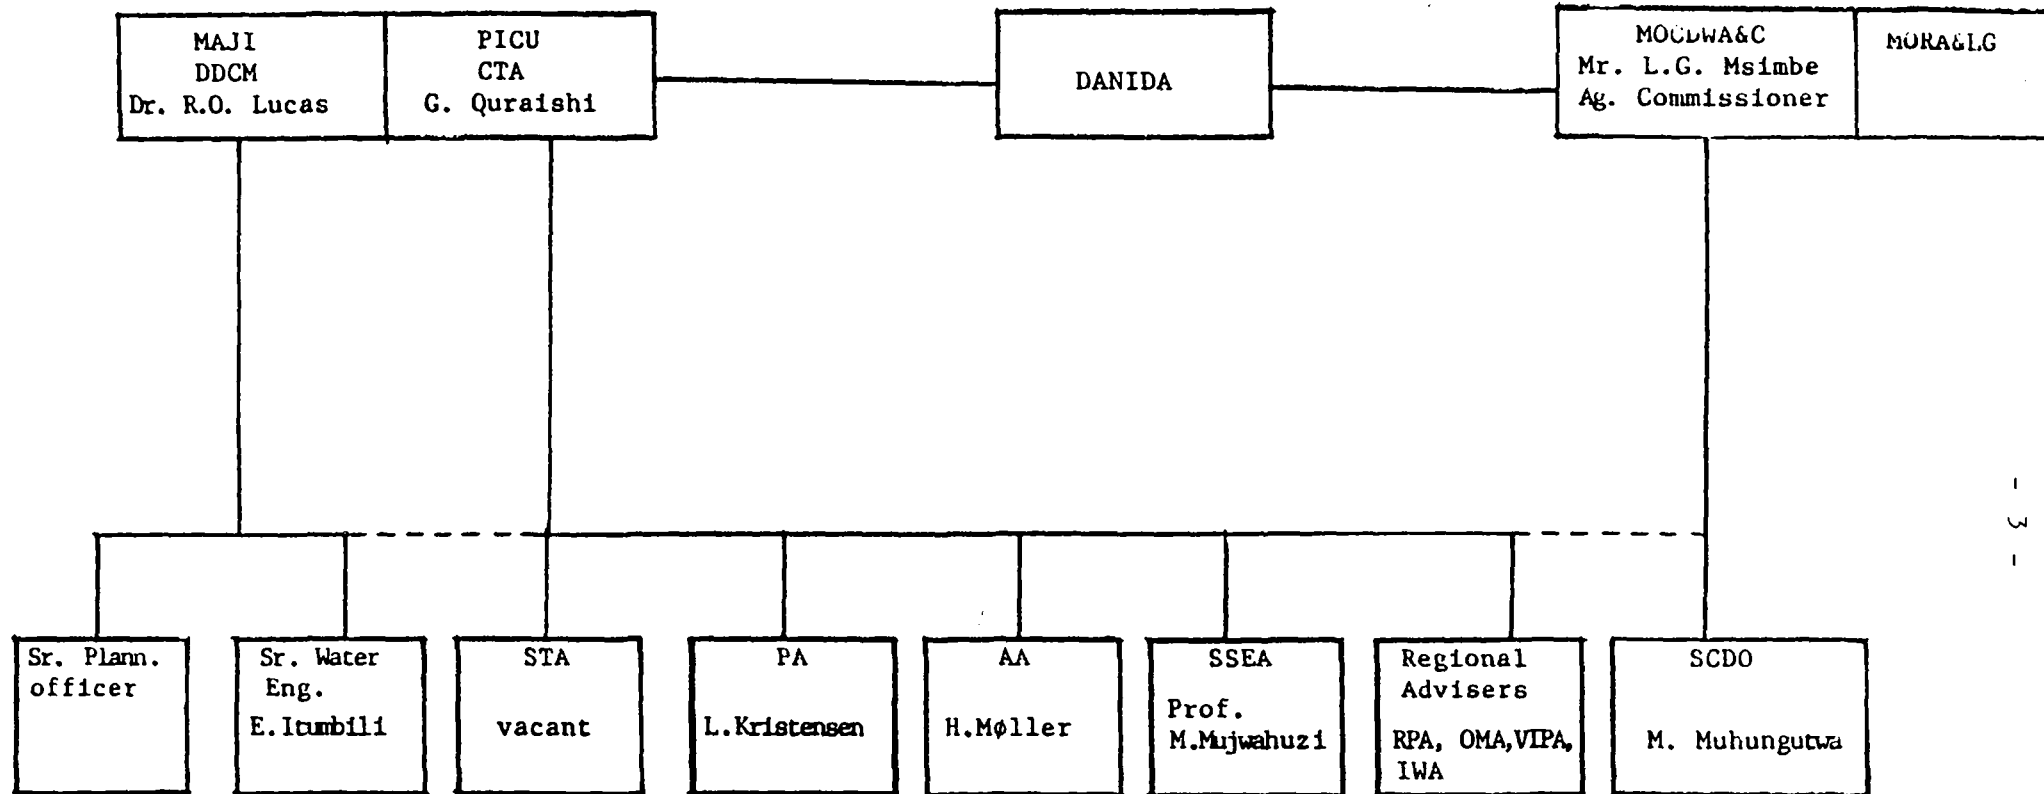 MAJI
DDCM
Dr. R.O. Lucas
PICU
CTA
G. Quraishi
DANIDA
MOCDWA&C
Mr. L.G. Msimbe
Ag. Commissioner
MORA&LG
- 3 -
Sr. Plann.
officer
Sr. Water
Eng.
E.Itumbili
STA
vacant
PA
L.Kristensen
AA
H.Møller
SSEA
Prof.
M.Mujwahuzi
Regional
Advisers
RPA, OMA,VIPA,
IWA
SCDO
M. Muhungutwa